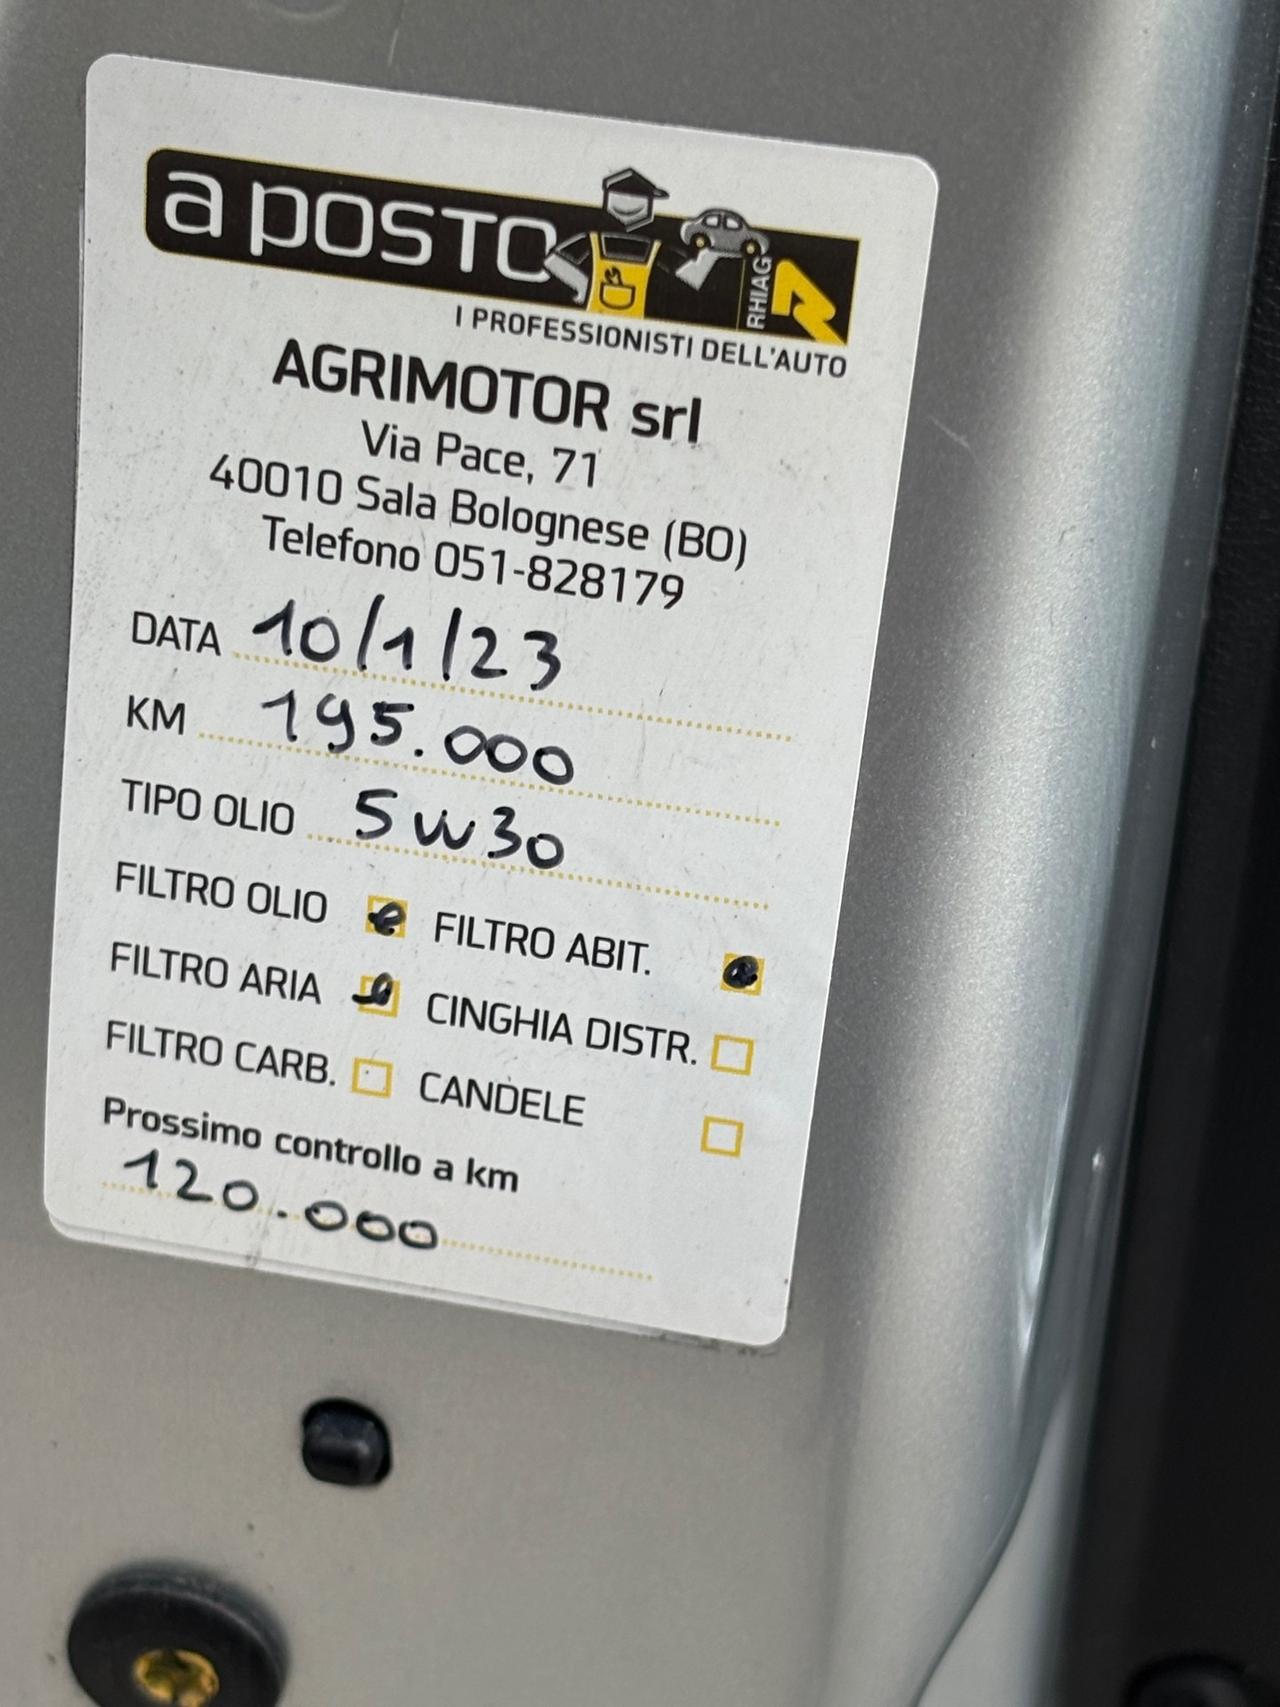 a posto
RHIAG
I PROFESSIONISTI DELL'AUTO
AGRIMOTOR srl
Via Pace, 71
40010 Sala Bolognese (BO)
Telefono 051-828179
DATA 10/1/23
KM 195.000
TIPO OLIO 5W30
FILTRO OLIO FILTRO ABIT.
FILTRO ARIA CINGHIA DISTR.
FILTRO CARB. CANDELE
Prossimo controllo a km
120.000